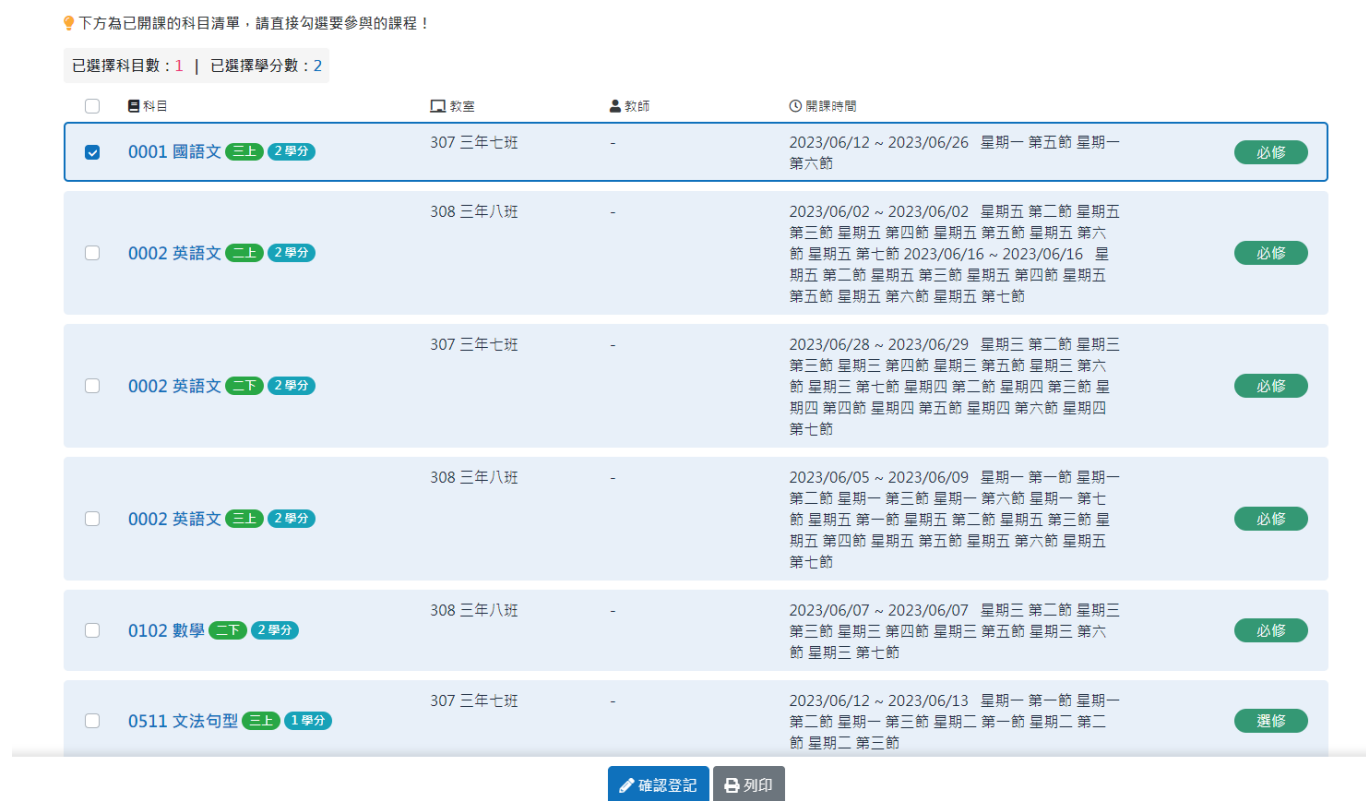 下方為已開課的科目清單，請直接勾選要參與的課程！
已選擇科目數：1 | 已選擇學分數：2
科目 教室 教師 開課時間
0001 國語文 三上 2 學分 307 三年七班 - 2023/06/12 ~ 2023/06/26 星期一 第五節 星期一 必修
第六節
0002 英語文 二上 2 學分 308 三年八班 - 2023/06/02 ~ 2023/06/02 星期五 第二節 星期五 必修
第三節 星期五 第四節 星期五 第五節 星期五 第六
節 星期五 第七節 2023/06/16 ~ 2023/06/16 星
期五 第二節 星期五 第三節 星期五 第四節 星期五
第五節 星期五 第六節 星期五 第七節
0002 英語文 二下 2 學分 307 三年七班 - 2023/06/28 ~ 2023/06/29 星期三 第二節 星期三 必修
第三節 星期三 第四節 星期三 第五節 星期三 第六
節 星期三 第七節 星期四 第二節 星期四 第三節 星
期四 第四節 星期四 第五節 星期四 第六節 星期四
第七節
0002 英語文 三上 2 學分 308 三年八班 - 2023/06/05 ~ 2023/06/09 星期一 第一節 星期一 必修
第二節 星期一 第三節 星期一 第六節 星期一 第七
節 星期五 第一節 星期五 第二節 星期五 第三節 星
期五 第四節 星期五 第五節 星期五 第六節 星期五
第七節
0102 數學 二下 2 學分 308 三年八班 - 2023/06/07 ~ 2023/06/07 星期三 第二節 星期三 必修
第三節 星期三 第四節 星期三 第五節 星期三 第六
節 星期三 第七節
0511 文法句型 三上 1 學分 307 三年七班 - 2023/06/12 ~ 2023/06/13 星期一 第一節 星期一 選修
第二節 星期一 第三節 星期二 第一節 星期二 第二
節 星期二 第三節
確認登記 列印